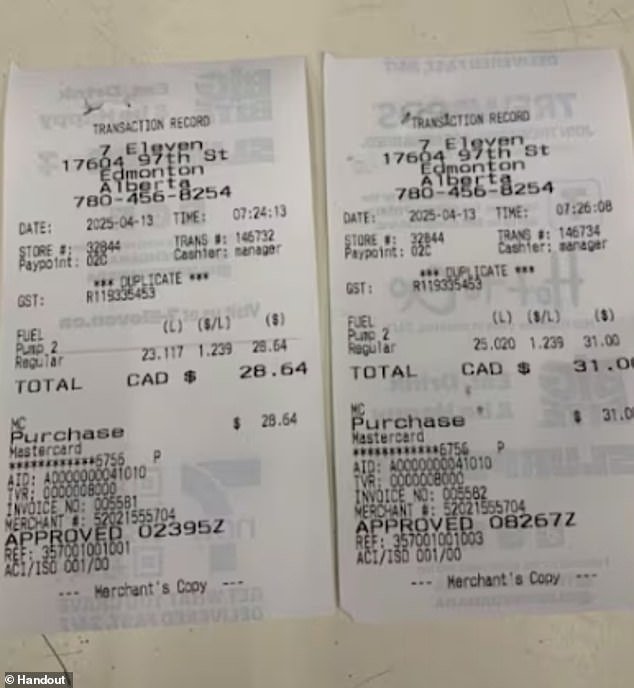 TRANSACTION RECORD
7 Eleven
17604 97th St
Edmonton
Alberta
780-456-8254
DATE: 2025-04-13 TIME: 07:24:13
STORE #: 32844 TRANS #: 146732
Paypoint: 02C Cashier: manager
*** DUPLICATE ***
GST: R119335453
FUEL (L) ($/L) ($)
Pump 2
Regular 23.117 1.239 28.64
TOTAL CAD $ 28.64
MC $ 28.64
Purchase
Mastercard
************6756 P
AID: A0000000041010
TVR: 0000008000
INVOICE NO: 005581
MERCHANT #: 52021555704
APPROVED 02395Z
REF: 357001001001
ACI/ISO 001/00
--- Merchant's Copy ---
TRANSACTION RECORD
7 Eleven
17604 97th St
Edmonton
Alberta
780-456-8254
DATE: 2025-04-13 TIME: 07:26:08
STORE #: 32844 TRANS #: 146734
Paypoint: 02C Cashier: manager
*** DUPLICATE ***
GST: R119335453
FUEL (L) ($/L) ($)
Pump 2
Regular 25.020 1.239 31.00
TOTAL CAD $ 31.0
MC $ 31.0
Purchase
Mastercard
************6756 P
AID: A0000000041010
TVR: 0000008000
INVOICE NO: 005582
MERCHANT #: 52021555704
APPROVED 08267Z
REF: 357001001003
ACI/ISO 001/00
--- Merchant's Copy ---
© Handout